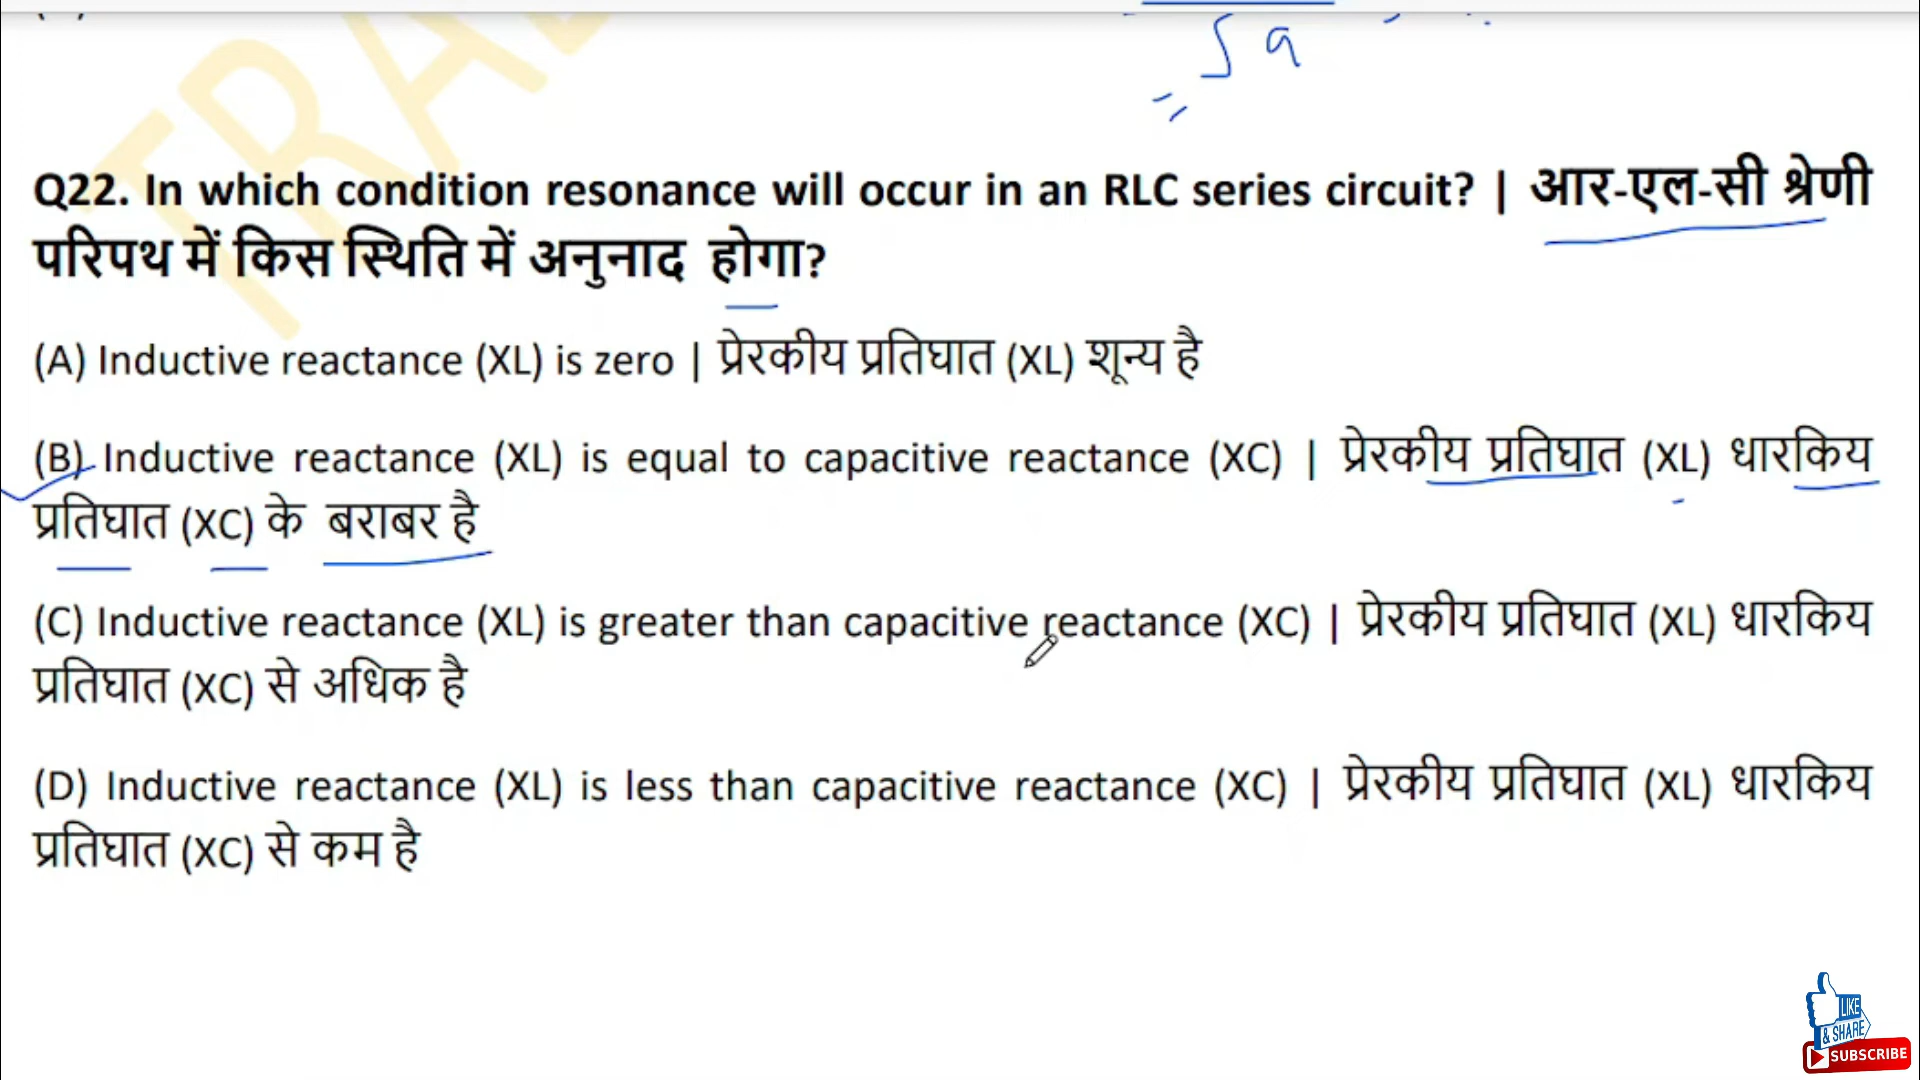 Q22. In which condition resonance will occur in an RLC series circuit? | आर-एल-सी श्रेणी
परिपथ में किस स्थिति में अनुनाद होगा?
(A) Inductive reactance (XL) is zero | प्रेरकीय प्रतिघात (XL) शून्य है
(B) Inductive reactance (XL) is equal to capacitive reactance (XC) | प्रेरकीय प्रतिघात (XL) धारकिय
प्रतिघात (XC) के बराबर है
(C) Inductive reactance (XL) is greater than capacitive reactance (XC) | प्रेरकीय प्रतिघात (XL) धारकिय
प्रतिघात (XC) से अधिक है
(D) Inductive reactance (XL) is less than capacitive reactance (XC) | प्रेरकीय प्रतिघात (XL) धारकिय
प्रतिघात (XC) से कम है
LIKE
& SHARE
SUBSCRIBE